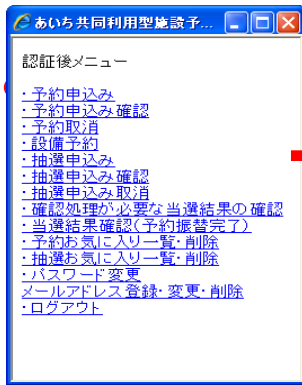 あいち共同利用型施設予...
認証後メニュー
・予約申込み
・予約申込み確認
・予約取消
・設備予約
・抽選申込み
・抽選申込み確認
・抽選申込み取消
・確認処理が必要な当選結果の確認
・当選結果確認(予約振替完了)
・予約お気に入り一覧・削除
・抽選お気に入り一覧・削除
・パスワード変更
メールアドレス登録・変更・削除
・ログアウト